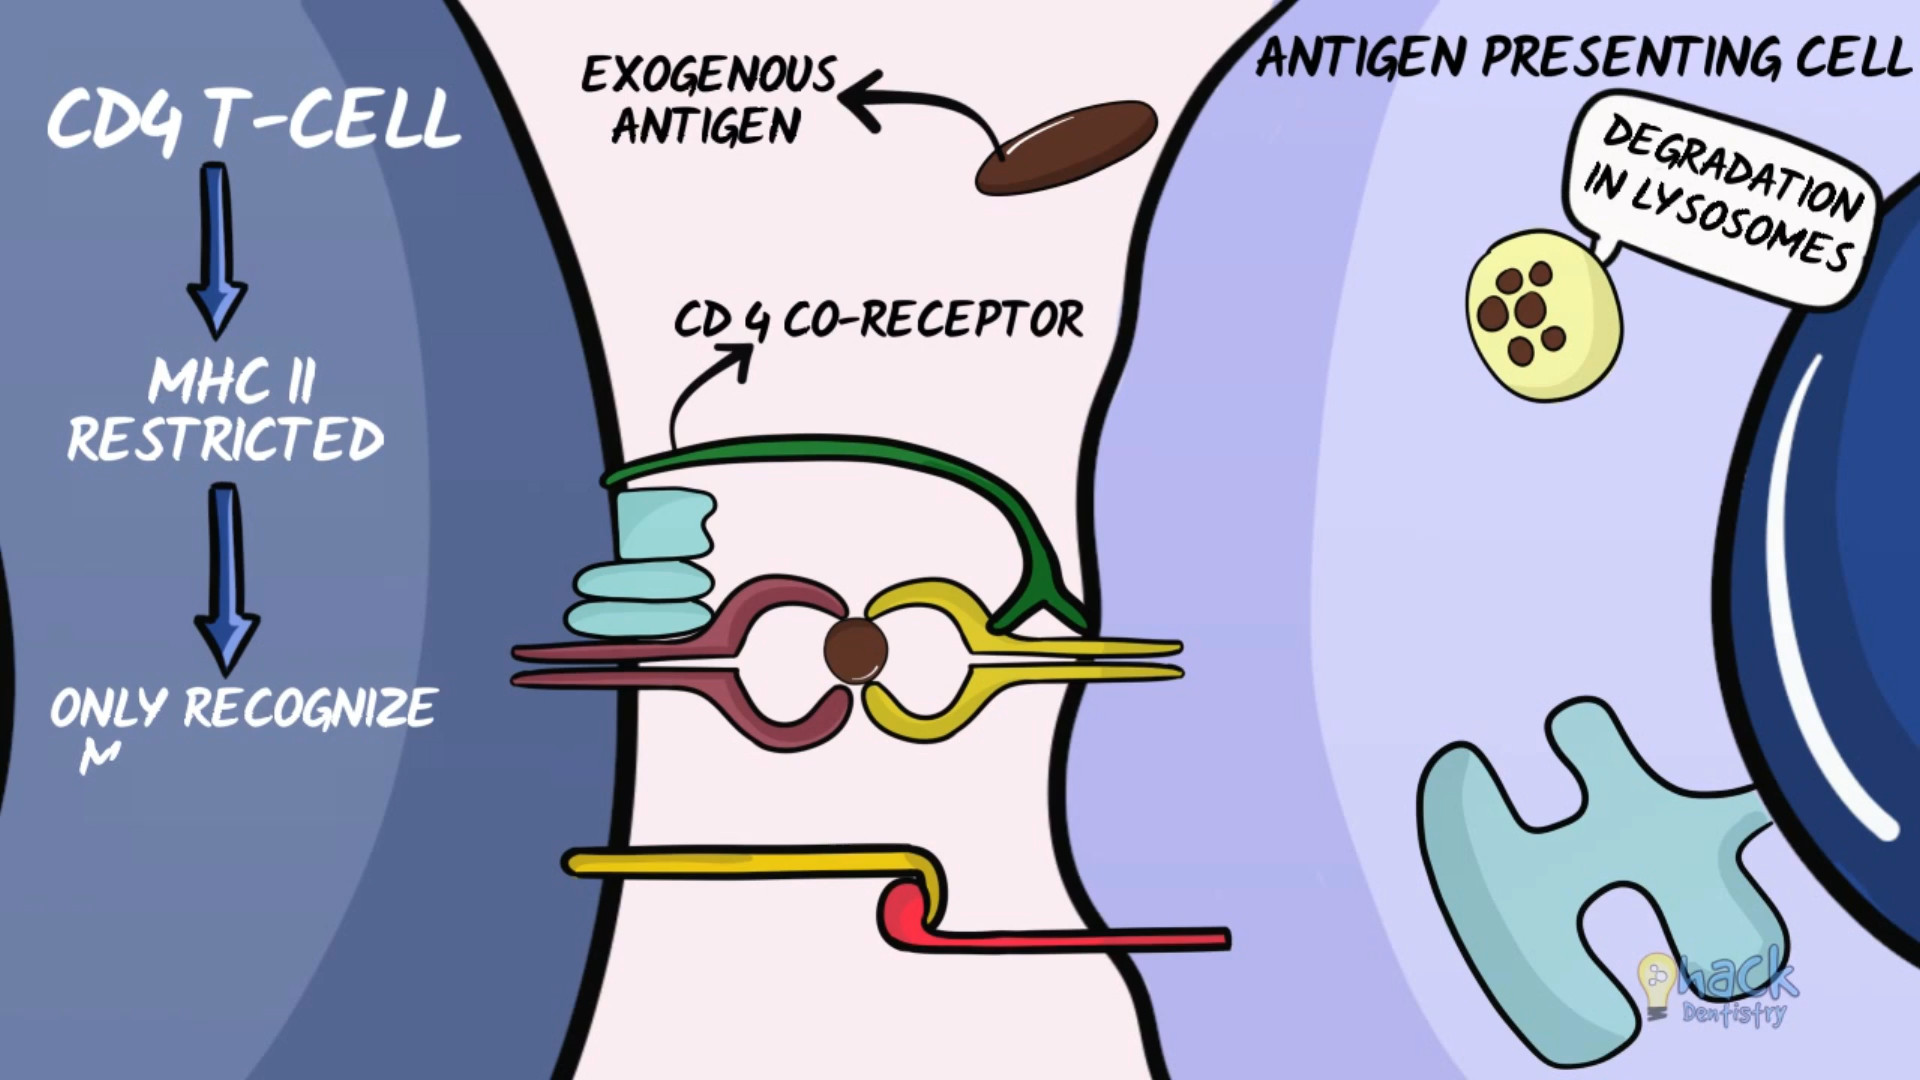 CD4 T-CELL
MHC II
RESTRICTED
ONLY RECOGNIZE
M
EXOGENOUS
ANTIGEN
CD 4 CO-RECEPTOR
ANTIGEN PRESENTING CELL
DEGRADATION
IN LYSOSOMES
hack
Dentistry